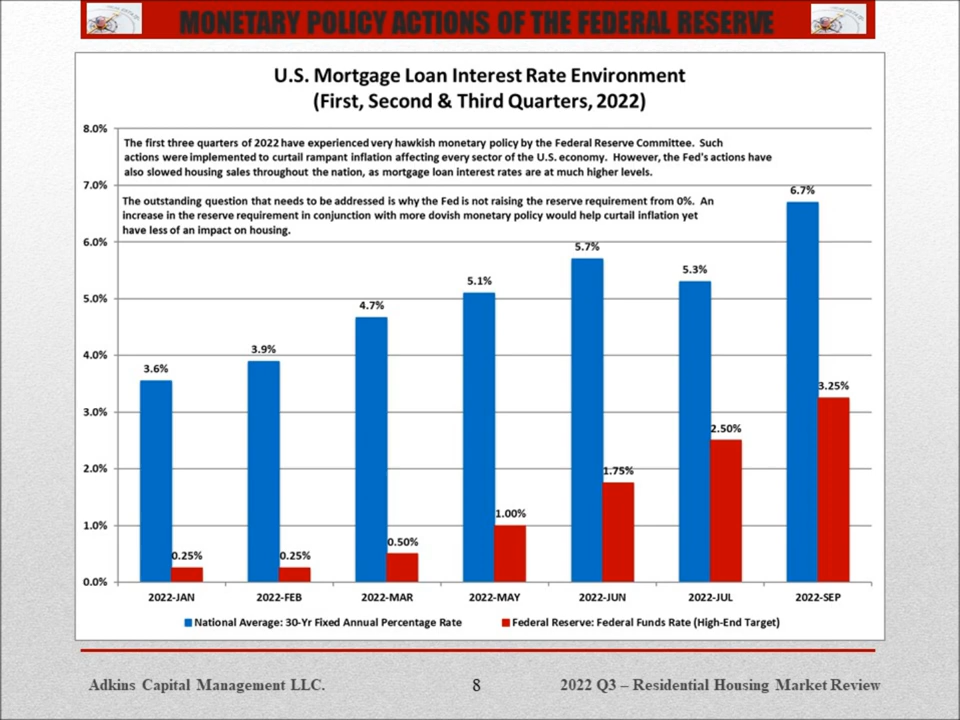 MONETARY POLICY ACTIONS OF THE FEDERAL RESERVE
U.S. Mortgage Loan Interest Rate Environment
(First, Second & Third Quarters, 2022)
The first three quarters of 2022 have experienced very hawkish monetary policy by the Federal Reserve Committee. Such
actions were implemented to curtail rampant inflation affecting every sector of the U.S. economy. However, the Fed's actions have
also slowed housing sales throughout the nation, as mortgage loan interest rates are at much higher levels.
The outstanding question that needs to be addressed is why the Fed is not raising the reserve requirement from 0%. An
increase in the reserve requirement in conjunction with more dovish monetary policy would help curtail inflation yet
have less of an impact on housing.
8.0%
7.0%
6.0%
5.0%
4.0%
3.0%
2.0%
1.0%
0.0%
3.6%
0.25%
3.9%
0.25%
4.7%
0.50%
5.1%
1.00%
5.7%
1.75%
5.3%
2.50%
6.7%
3.25%
2022-JAN 2022-FEB 2022-MAR 2022-MAY 2022-JUN 2022-JUL 2022-SEP
National Average: 30-Yr Fixed Annual Percentage Rate Federal Reserve: Federal Funds Rate (High-End Target)
Adkins Capital Management LLC. 8 2022 Q3 – Residential Housing Market Review